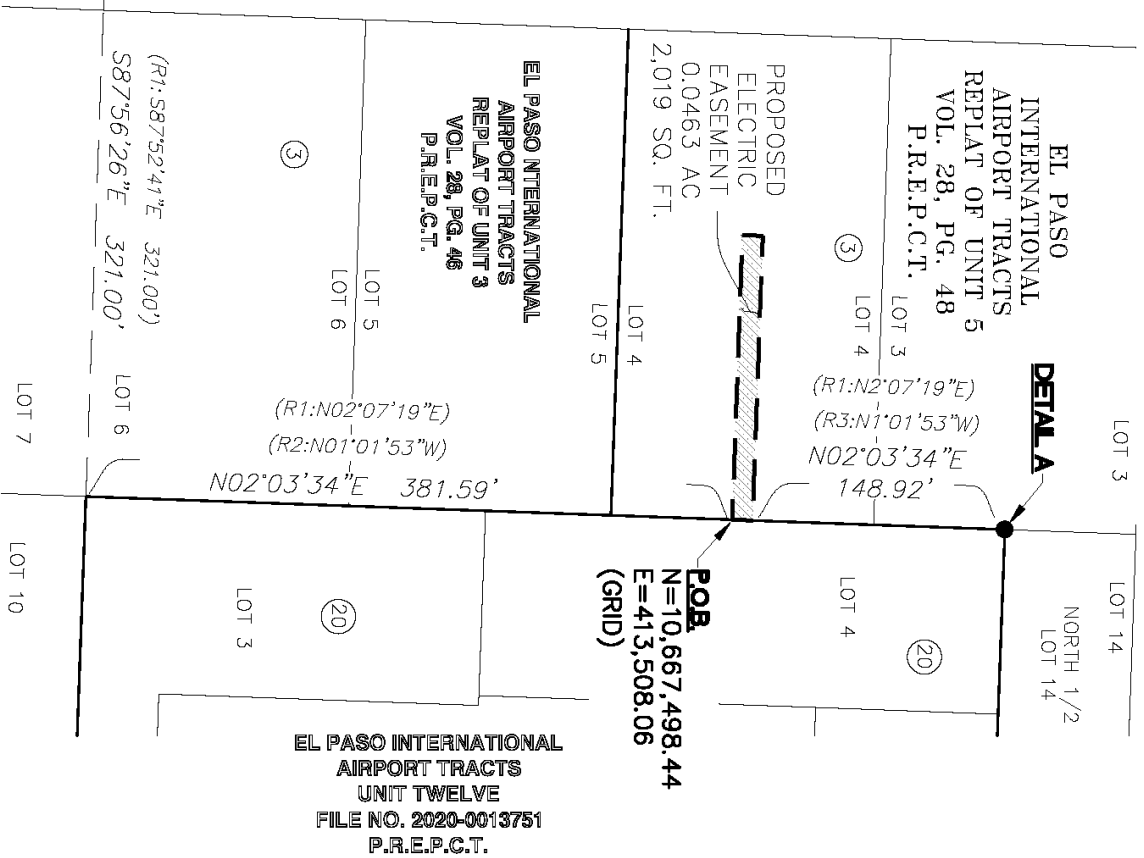 EL PASO
INTERNATIONAL
AIRPORT TRACTS
REPLAT OF UNIT 5
VOL. 28, PG. 48
P.R.E.P.C.T.
3
LOT 3
LOT 4
PROPOSED
ELECTRIC
EASEMENT
0.0463 AC
2,019 SQ. FT.
LOT 4
LOT 5
EL PASO NTERNATIONAL
AIRPORT TRACTS
REPLAT OF UNIT 3
VOL. 28, PG. 46
P.R.E.P.C.T.
3
LOT 5
LOT 6
(R1: S87°52'41"E 321.00')
S87°56'26"E 321.00'
LOT 6
LOT 7
DETAIL A
LOT 3
(R1:N2°07'19"E)
(R3:N1°01'53"W)
N02°03'34"E
148.92'
(R1:N02°07'19"E)
(R2:N01°01'53"W)
N02°03'34"E 381.59'
LOT 14
NORTH 1/2
LOT 14
20
LOT 4
P.O.B.
N=10,667,498.44
E=413,508.06
(GRID)
20
LOT 3
LOT 10
EL PASO INTERNATIONAL
AIRPORT TRACTS
UNIT TWELVE
FILE NO. 2020-0013751
P.R.E.P.C.T.